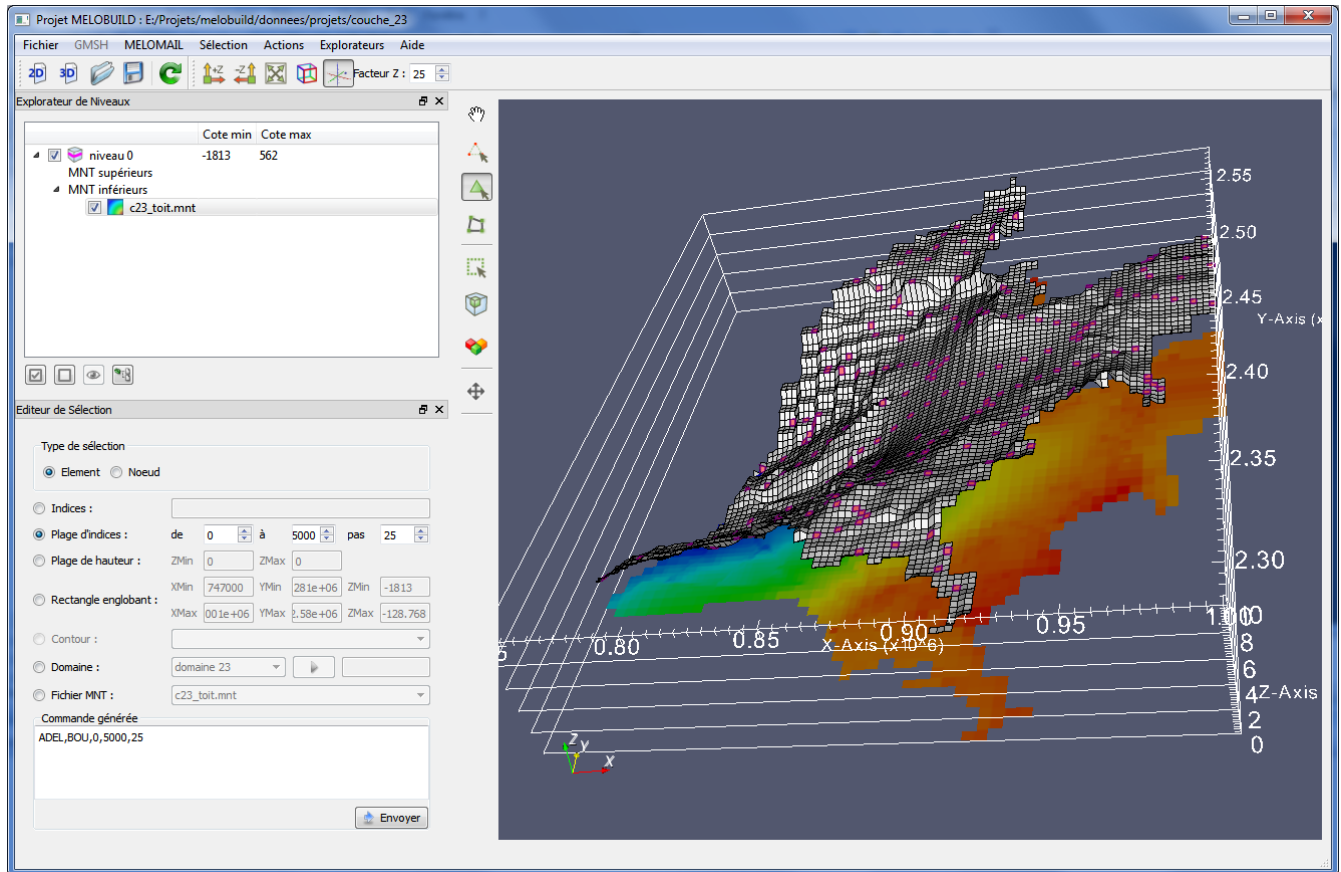 Projet MELOBUILD : E:/Projets/melobuild/donnees/projets/couche_23
Fichier GMSH MELOMAIL Sélection Actions Explorateurs Aide
2D 3D +Z -Z Facteur Z : 25
Explorateur de Niveaux
Cote min Cote max
niveau 0 -1813 562
MNT supérieurs
MNT inférieurs
c23_toit.mnt
Editeur de Sélection
Type de sélection
Element Noeud
Indices :
Plage d'indices : de 0 à 5000 pas 25
Plage de hauteur : ZMin 0 ZMax 0
Rectangle englobant :
XMin 747000 YMin 281e+06 ZMin -1813
XMax 001e+06 YMax 2.58e+06 ZMax -128.768
Contour :
Domaine : domaine 23
Fichier MNT : c23_toit.mnt
Commande générée
ADEL,BOU,0,5000,25
Envoyer
2.55
2.50
2.45
Y-Axis (x
2.40
2.35
2.30
0.80 0.85 0.90 0.95
X-Axis (x10^6)
8
6
4 Z-Axis
2
0
Z
Y
X